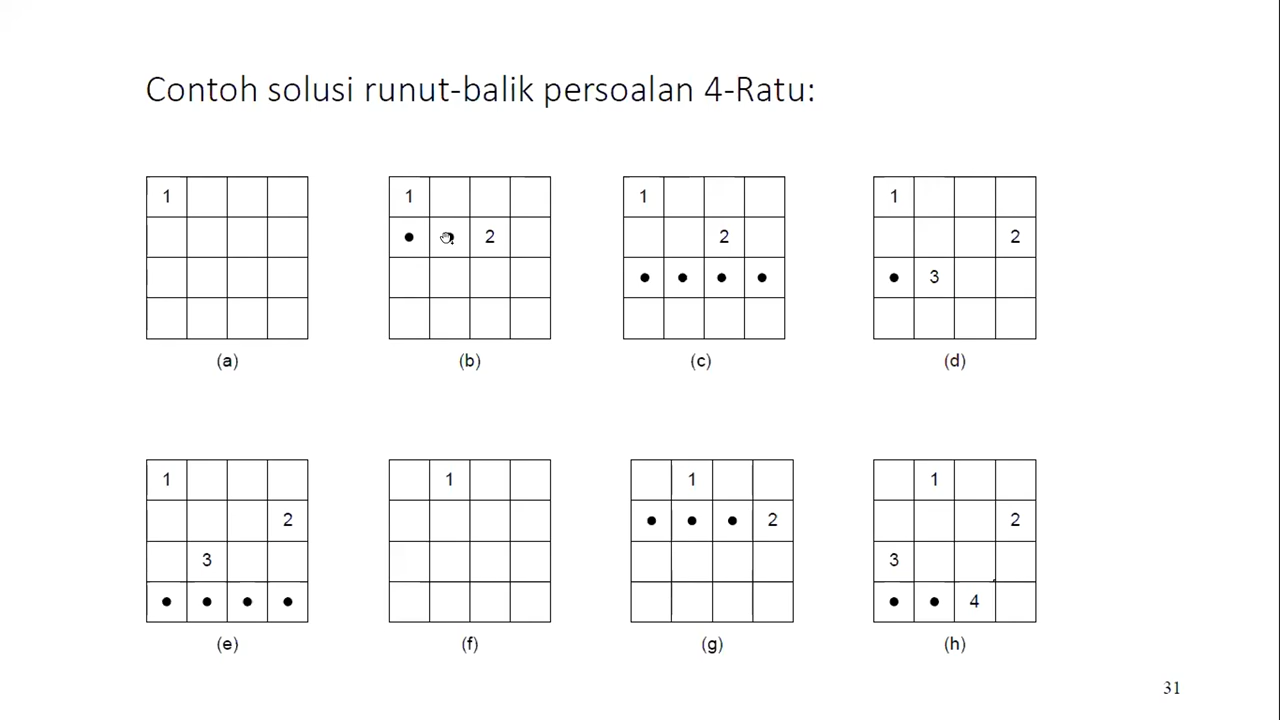 Contoh solusi runut-balik persoalan 4-Ratu:
1
1
2
1
2
1
2
3
(a)
(b)
(c)
(d)
1
2
3
1
1
2
1
2
3
4
(e)
(f)
(g)
(h)
31